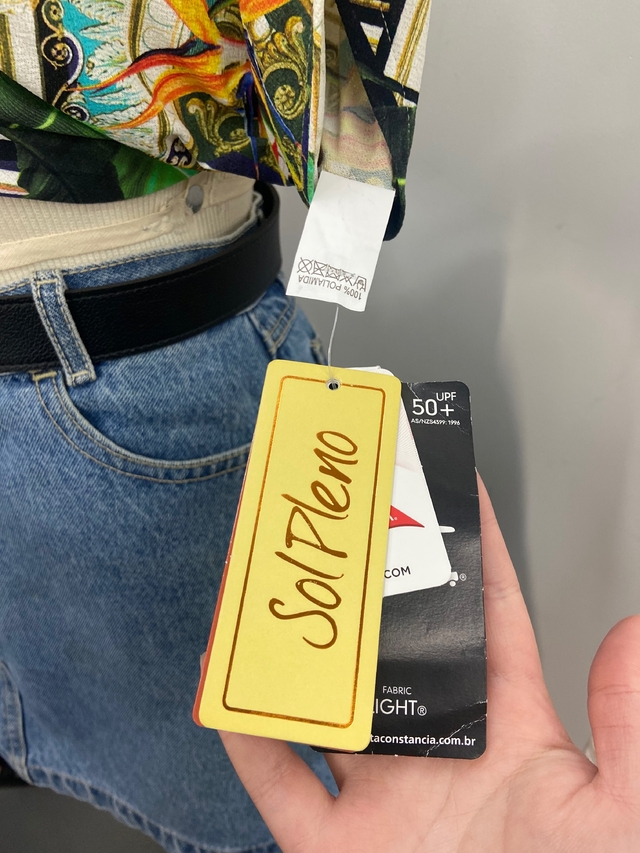 100% POLIAMIDA
UPF
50+
AS/NZS4399: 1996
Sol Pleno
.COM
®
FABRIC
LIGHT®
taconstancia.com.br